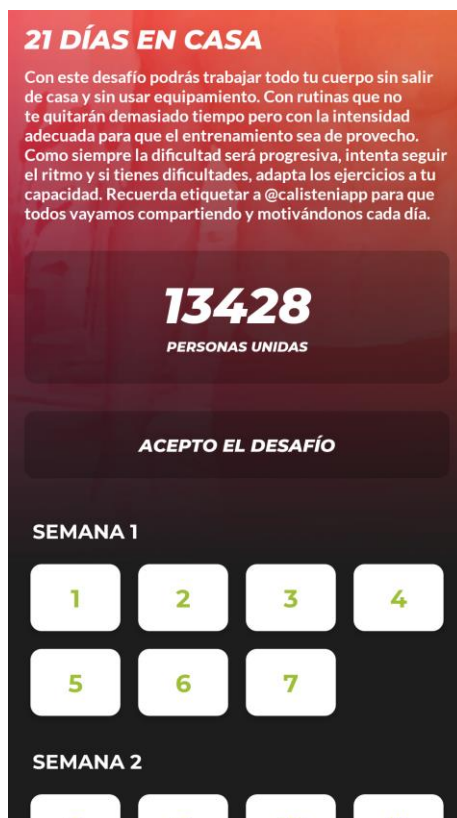 21 DÍAS EN CASA
Con este desafío podrás trabajar todo tu cuerpo sin salir
de casa y sin usar equipamiento. Con rutinas que no
te quitarán demasiado tiempo pero con la intensidad
adecuada para que el entrenamiento sea de provecho.
Como siempre la dificultad será progresiva, intenta seguir
el ritmo y si tienes dificultades, adapta los ejercicios a tu
capacidad. Recuerda etiquetar a @calisteniapp para que
todos vayamos compartiendo y motivándonos cada día.
13428
PERSONAS UNIDAS
ACEPTO EL DESAFÍO
SEMANA 1
1 2 3 4
5 6 7
SEMANA 2